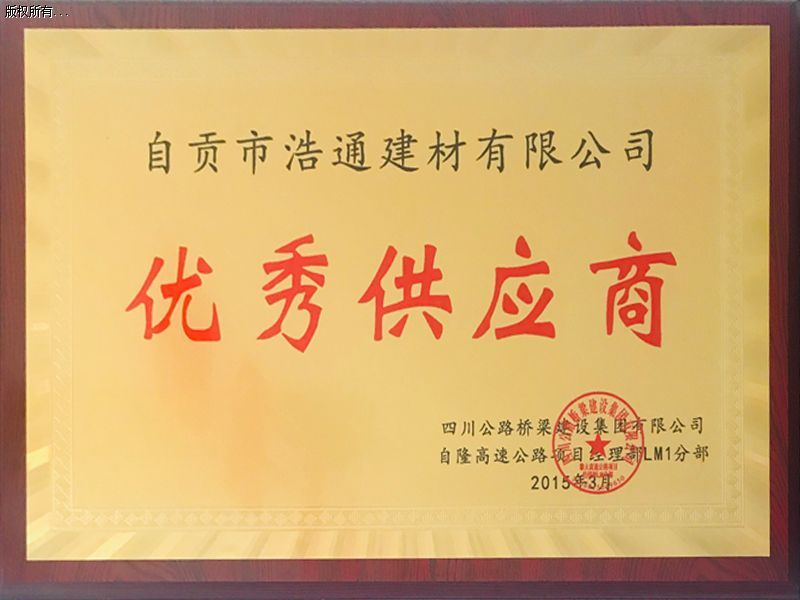 版权所有...
自贡市浩通建材有限公司
优秀供应商
四川公路桥梁建设集团有限公司
自隆高速公路项目经理部LM1分部
2015年3月